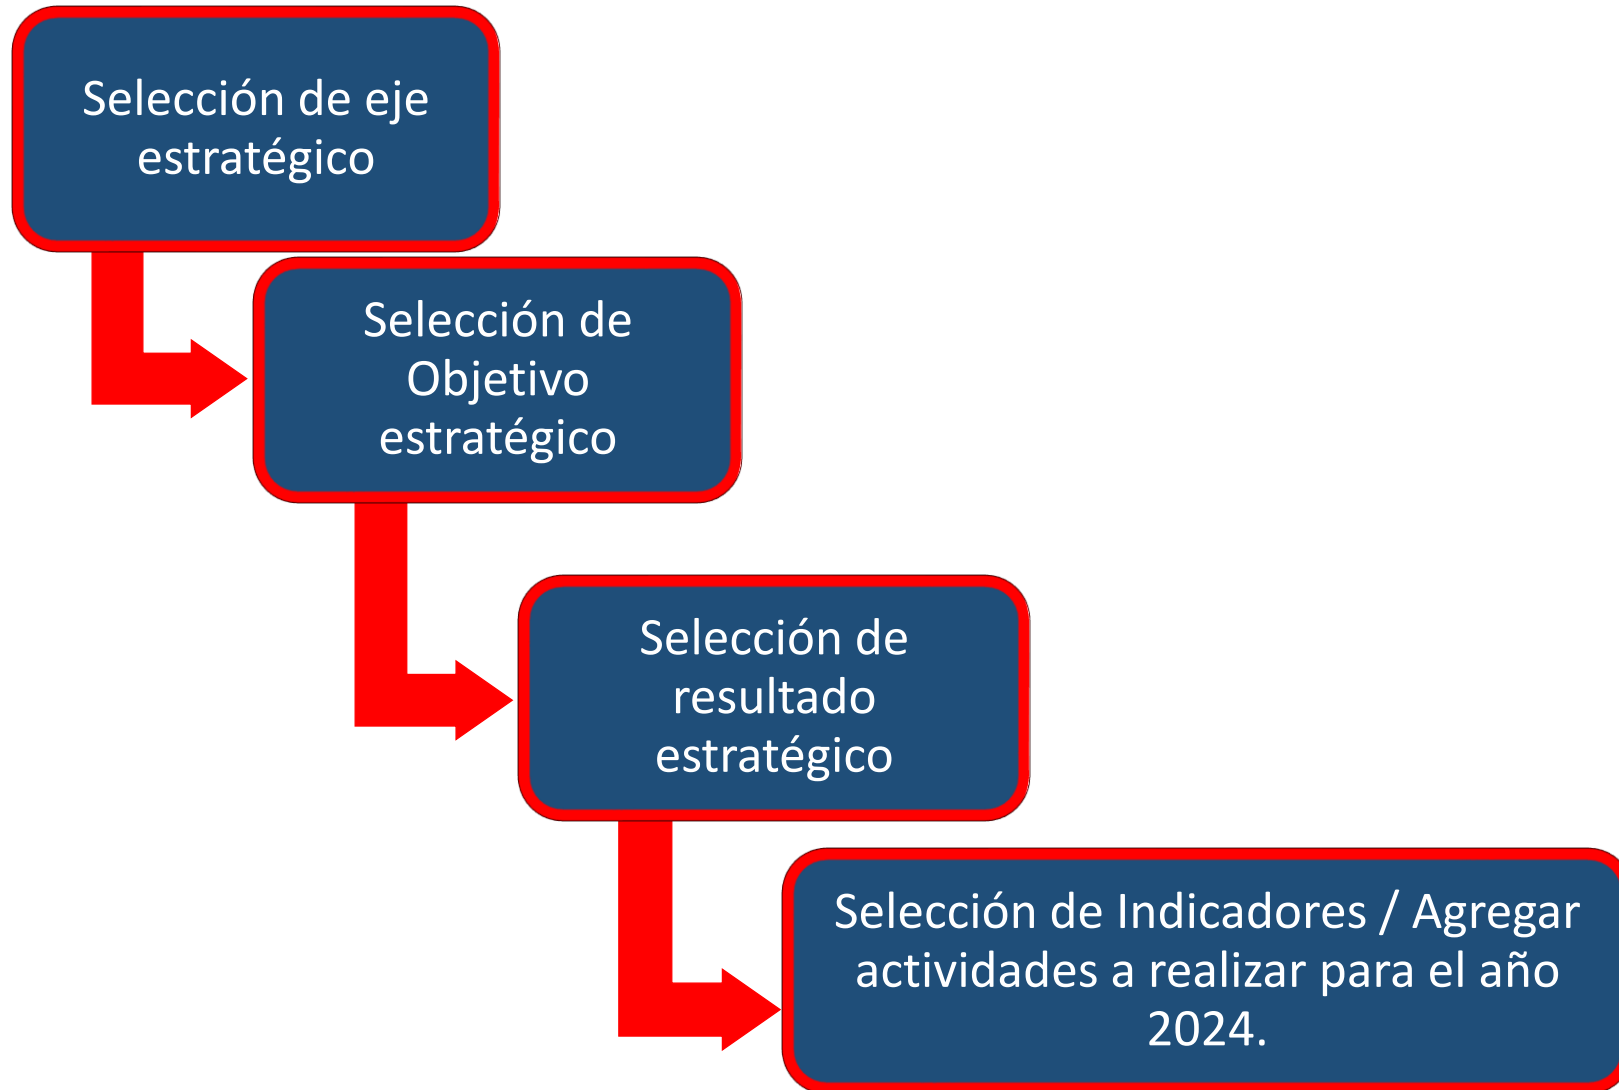 Selección de eje
estratégico
Selección de
Objetivo
estratégico
Selección de
resultado
estratégico
Selección de Indicadores / Agregar
actividades a realizar para el año
2024.